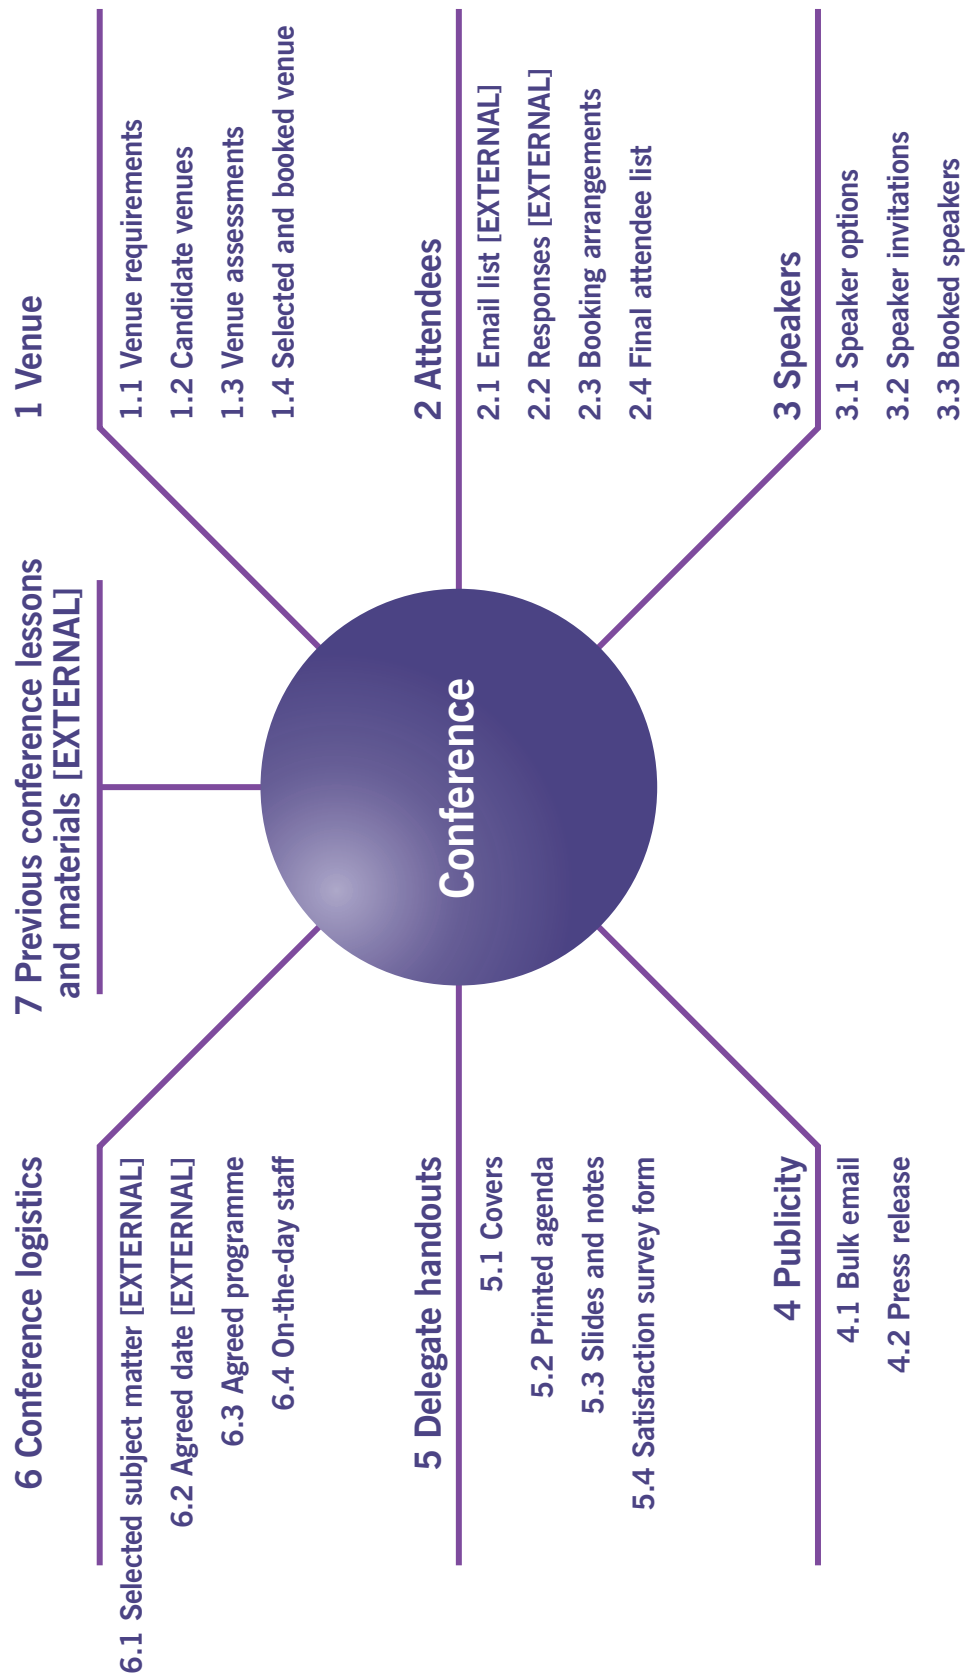 7 Previous conference lessons
and materials [EXTERNAL]
Conference
1 Venue
1.1 Venue requirements
1.2 Candidate venues
1.3 Venue assessments
1.4 Selected and booked venue
2 Attendees
2.1 Email list [EXTERNAL]
2.2 Responses [EXTERNAL]
2.3 Booking arrangements
2.4 Final attendee list
3 Speakers
3.1 Speaker options
3.2 Speaker invitations
3.3 Booked speakers
4 Publicity
4.1 Bulk email
4.2 Press release
5 Delegate handouts
5.1 Covers
5.2 Printed agenda
5.3 Slides and notes
5.4 Satisfaction survey form
6 Conference logistics
6.1 Selected subject matter [EXTERNAL]
6.2 Agreed date [EXTERNAL]
6.3 Agreed programme
6.4 On-the-day staff